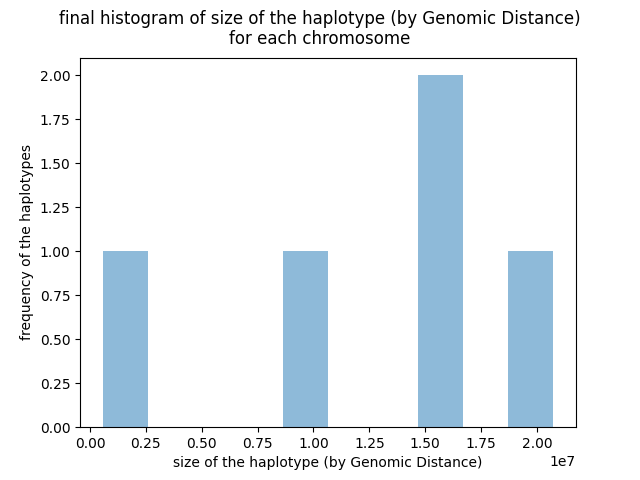 final histogram of size of the haplotype (by Genomic Distance)
for each chromosome
frequency of the haplotypes
2.00
1.75
1.50
1.25
1.00
0.75
0.50
0.25
0.00
0.00 0.25 0.50 0.75 1.00 1.25 1.50 1.75 2.00
1e7
size of the haplotype (by Genomic Distance)